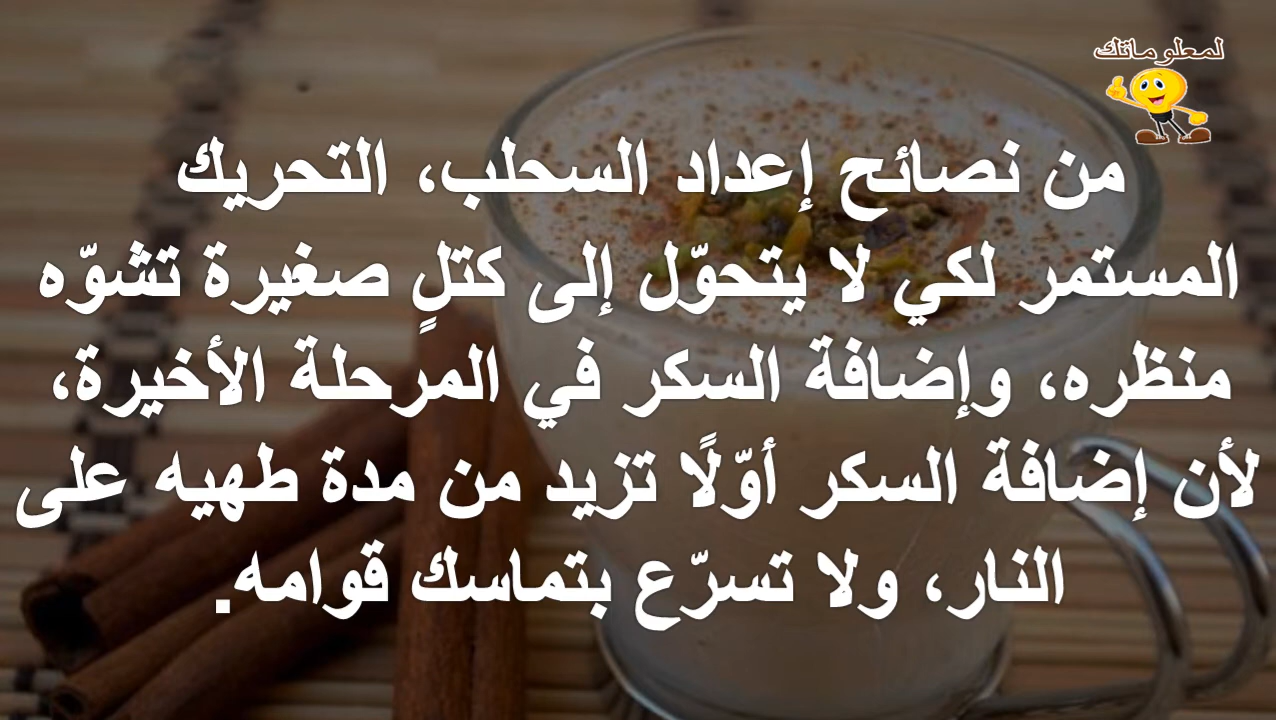 لمعلوماتك
من نصائح إعداد السحلب، التحريك
المستمر لكي لا يتحوّل إلى كتلٍ صغيرة تشوّه
منظره، وإضافة السكر في المرحلة الأخيرة،
لأن إضافة السكر أوّلًا تزيد من مدة طهيه على
النار، ولا تسرّع بتماسك قوامه.